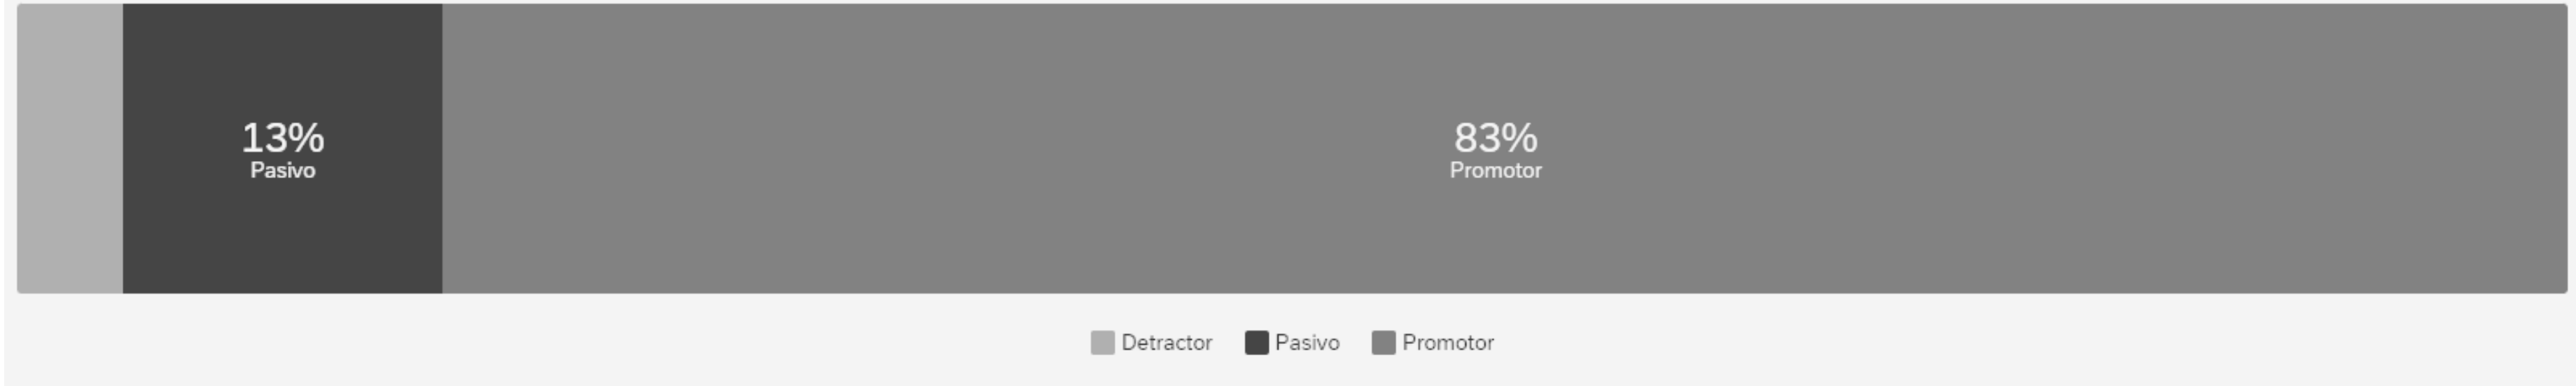 13%
Pasivo
83%
Promotor
Detractor Pasivo Promotor